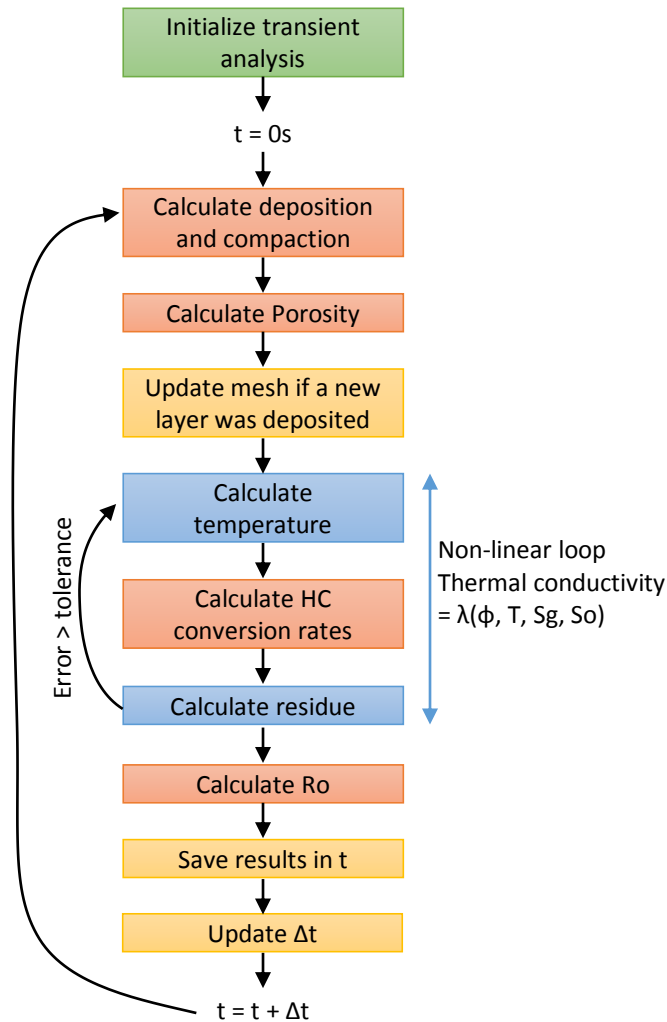 Initialize transient
analysis
t = 0s
Calculate deposition
and compaction
Calculate Porosity
Update mesh if a new
layer was deposited
Calculate
temperature
Error > tolerance
Non-linear loop
Thermal conductivity
= λ(ϕ, T, Sg, So)
Calculate HC
conversion rates
Calculate residue
Calculate Ro
Save results in t
Update Δt
t = t + Δt